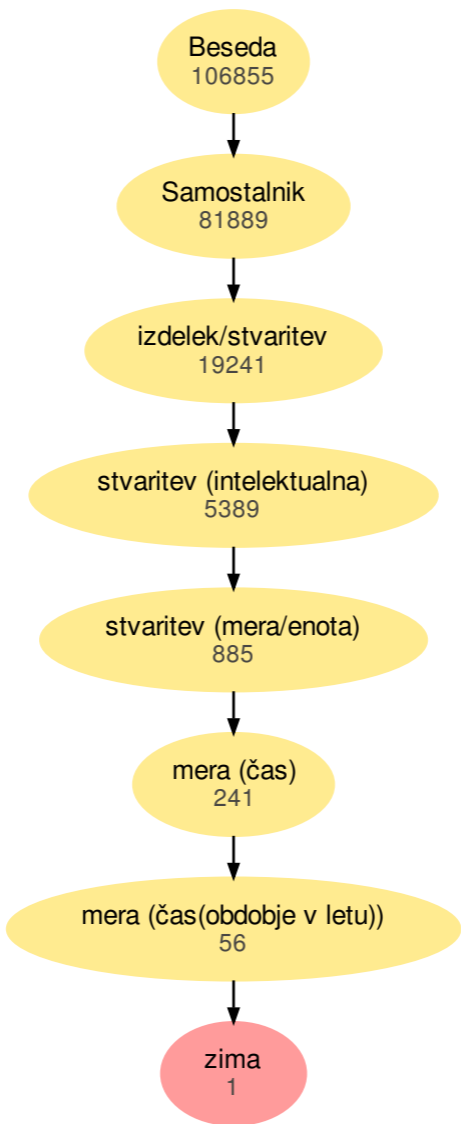 Beseda
106855
Samostalnik
81889
izdelek/stvaritev
19241
stvaritev (intelektualna)
5389
stvaritev (mera/enota)
885
mera (čas)
241
mera (čas(obdobje v letu))
56
zima
1